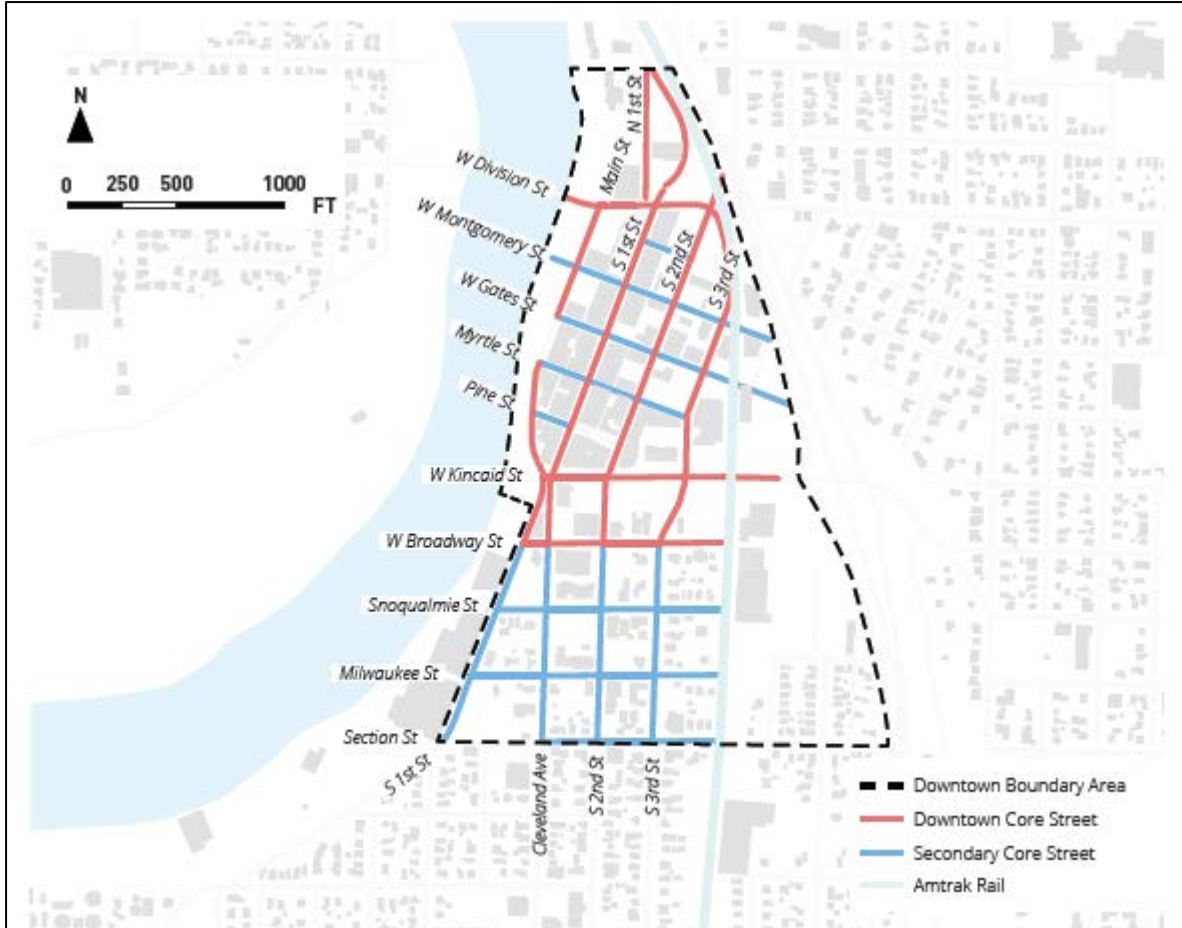 N
0 250 500 1000
FT
N 1st St
Main St
W Division St
W Montgomery St
S 1st St
S 2nd St
W Gates St
S 3rd St
Myrtle St
Pine St
W Kincaid St
W Broadway St
Snoqualmie St
Milwaukee St
Section St
S 1st St
Cleveland Ave
S 2nd St
S 3rd St
Downtown Boundary Area
Downtown Core Street
Secondary Core Street
Amtrak Rail